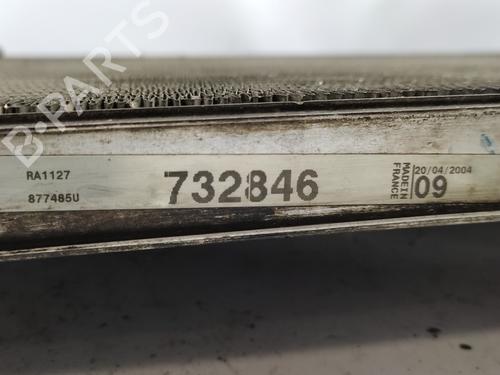 B-PARTS
RA1127
877485U
732846
MADE IN
FRANCE
20/04/2004
09